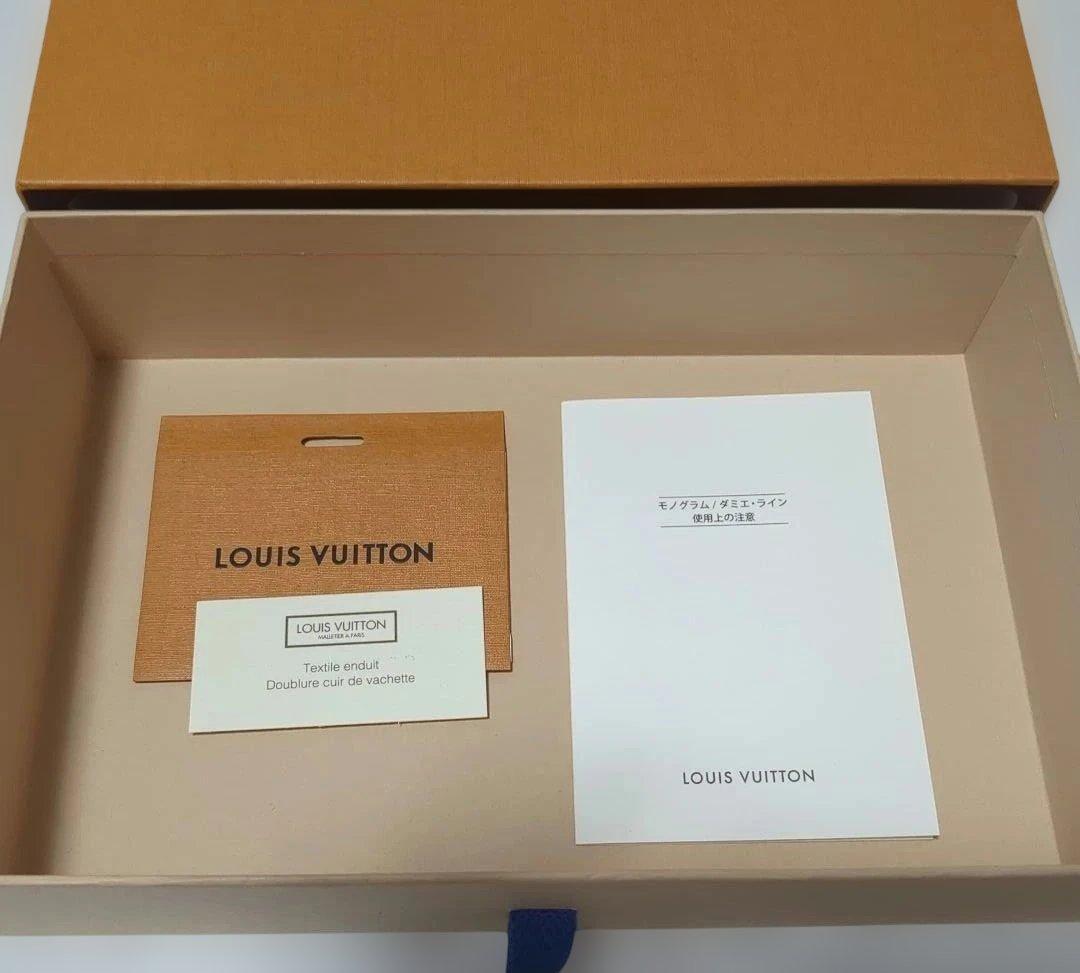 LOUIS VUITTON
LOUIS VUITTON
MALLETIER A PARIS
Textile enduit
Doublure cuir de vachette
モノグラム / ダミエ・ライン
使用上の注意
LOUIS VUITTON